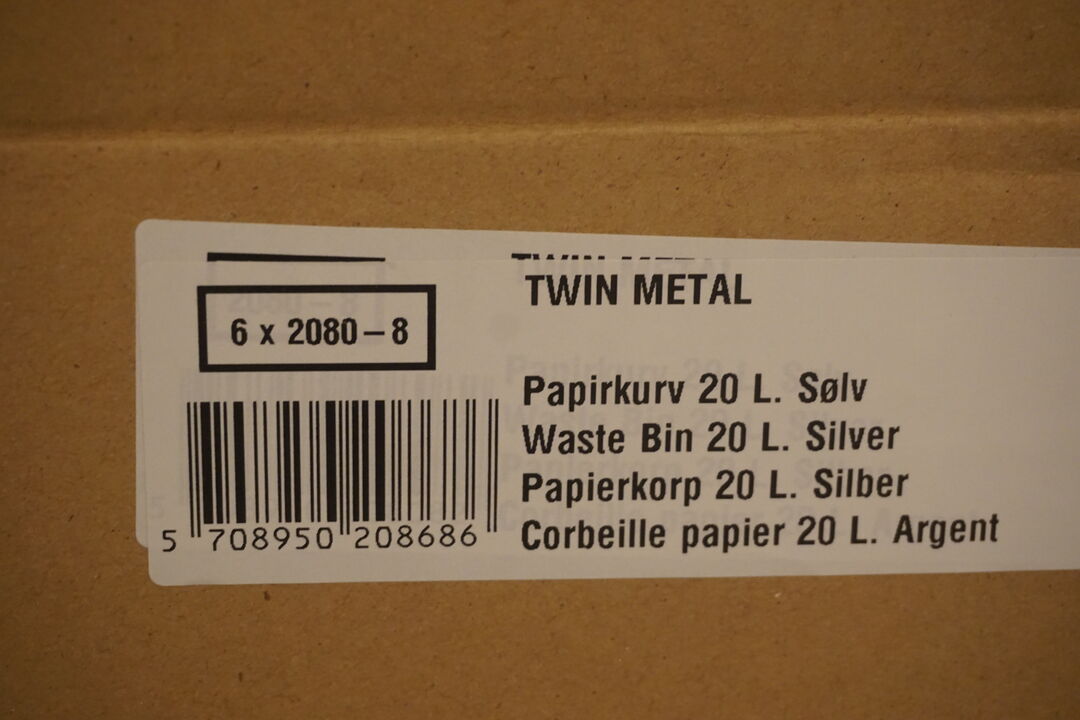 TWIN METAL
6 x 2080-8
Papirkurv 20 L. Sølv
Waste Bin 20 L. Silver
Papierkorp 20 L. Silber
Corbeille papier 20 L. Argent
5 708950 208686